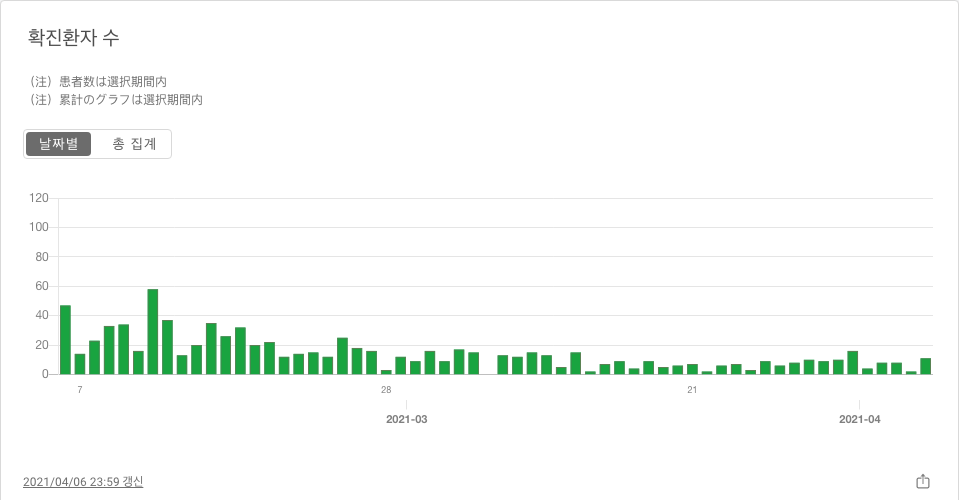 확진환자 수
（注）患者数は選択期間内
（注）累計のグラフは選択期間内
날짜별 총 집계
120
100
80
60
40
20
0
7 28 21
2021-03 2021-04
2021/04/06 23:59 갱신